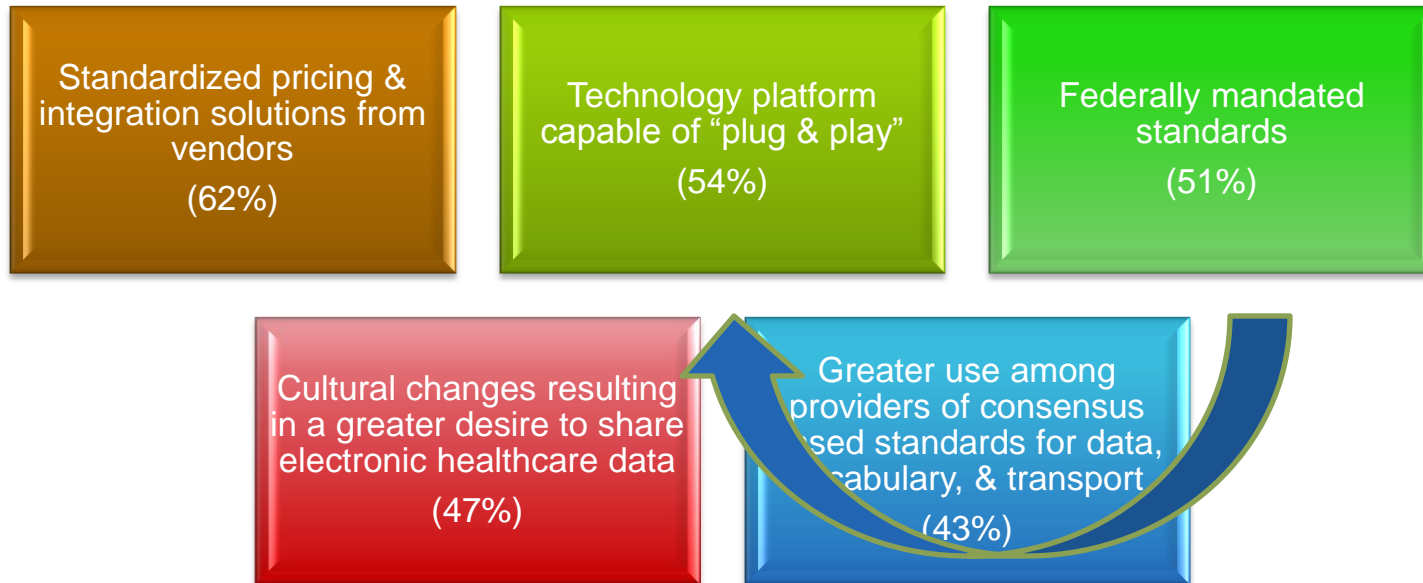 Standardized pricing &
integration solutions from
vendors
(62%)
Technology platform
capable of “plug & play”
(54%)
Federally mandated
standards
(51%)
Cultural changes resulting
in a greater desire to share
electronic healthcare data
(47%)
Greater use among
providers of consensus
standards for data,
& transport
(43%)